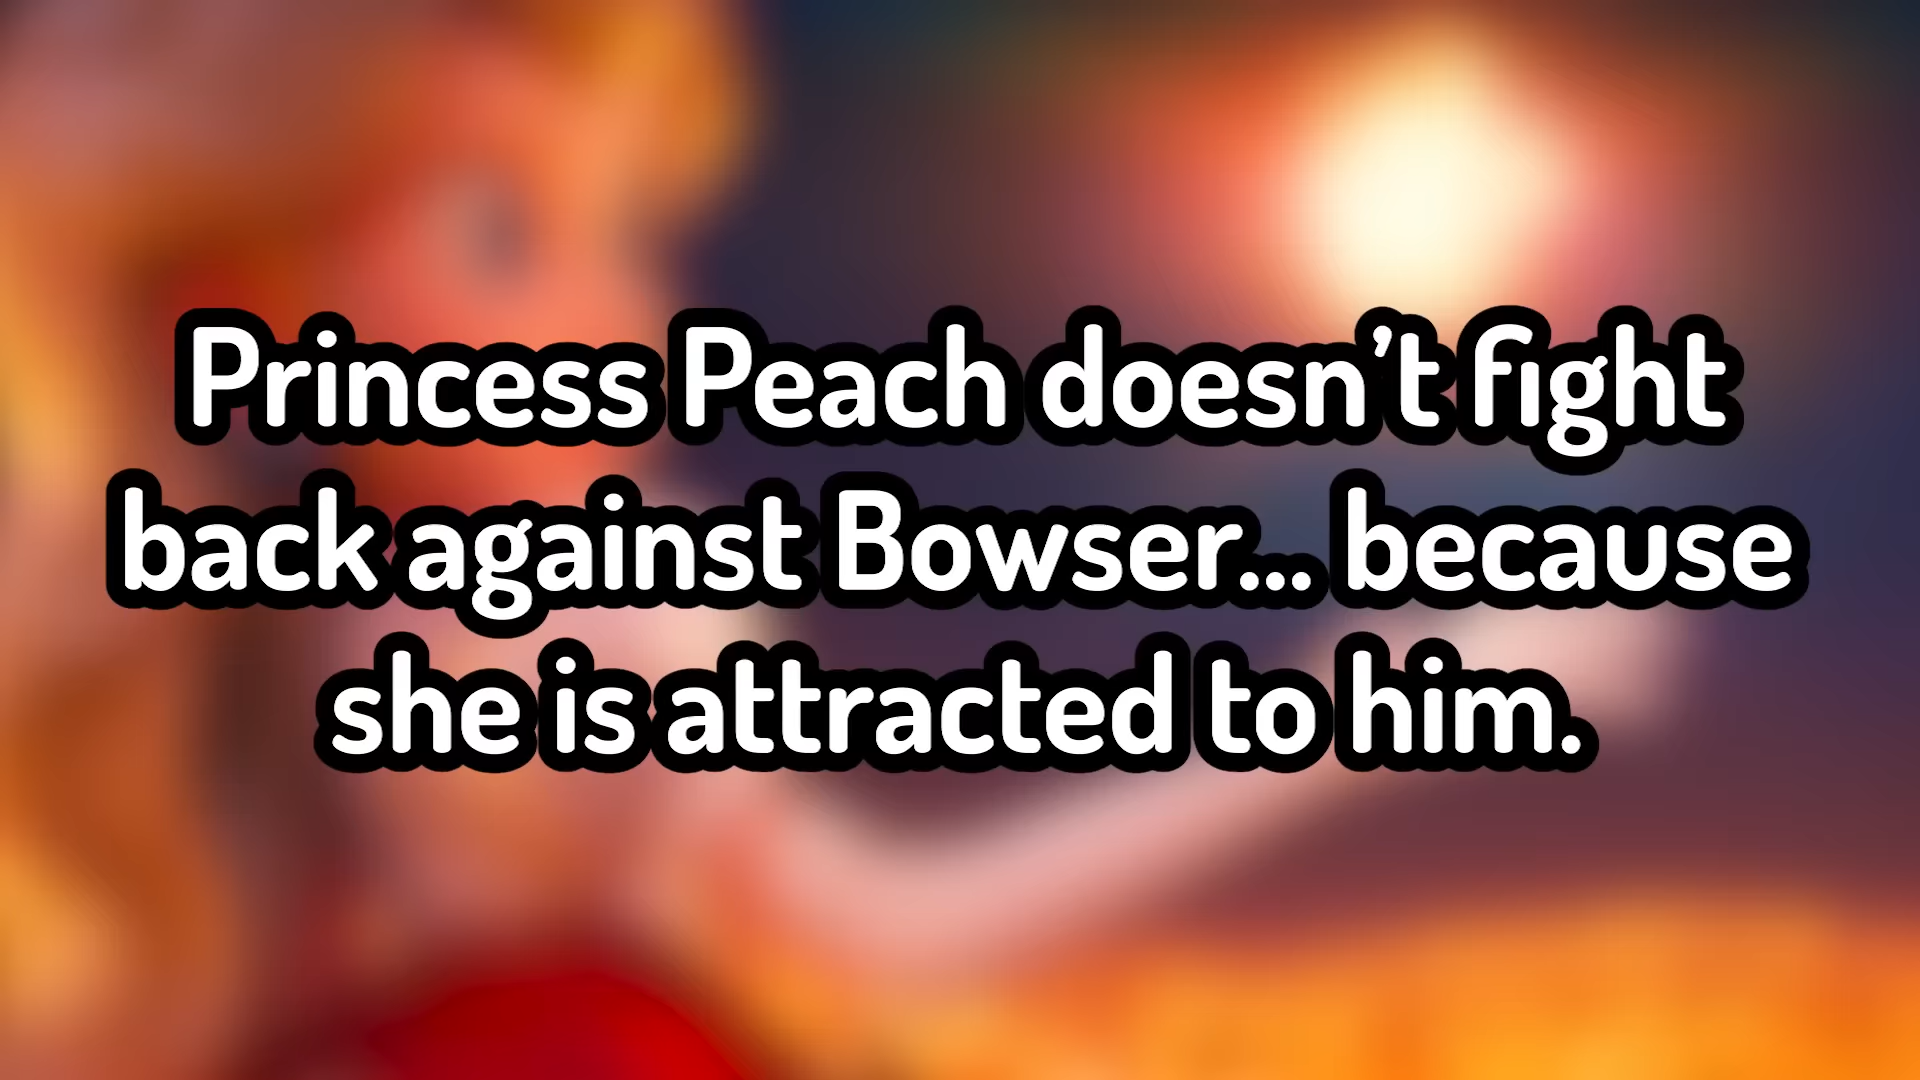 Princess Peach doesn’t fight
back against Bowser... because
she is attracted to him.